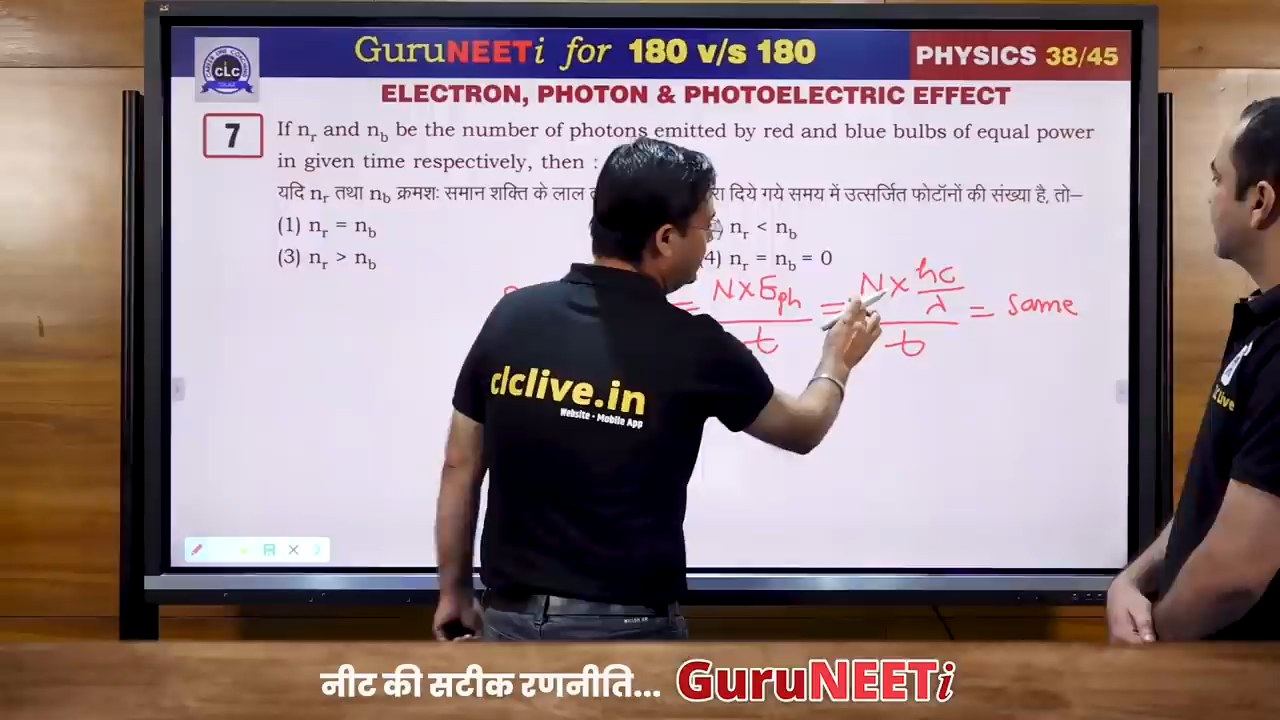 GuruNEETi for 180 v/s 180
PHYSICS 38/45
CLC
ELECTRON, PHOTON & PHOTOELECTRIC EFFECT
7
If nr and nb be the number of photons emitted by red and blue bulbs of equal power
in given time respectively, then :
यदि nr तथा nb क्रमशः समान शक्ति के लाल दिये गये समय में उत्सर्जित फोटॉनों की संख्या है, तो–
(1) nr = nb
nr < nb
(3) nr > nb
(4) nr = nb = 0
= N×Eph / t = N× hc/λ / t = Same
clclive.in
Website • Mobile App
नीट की सटीक रणनीति... GuruNEETi